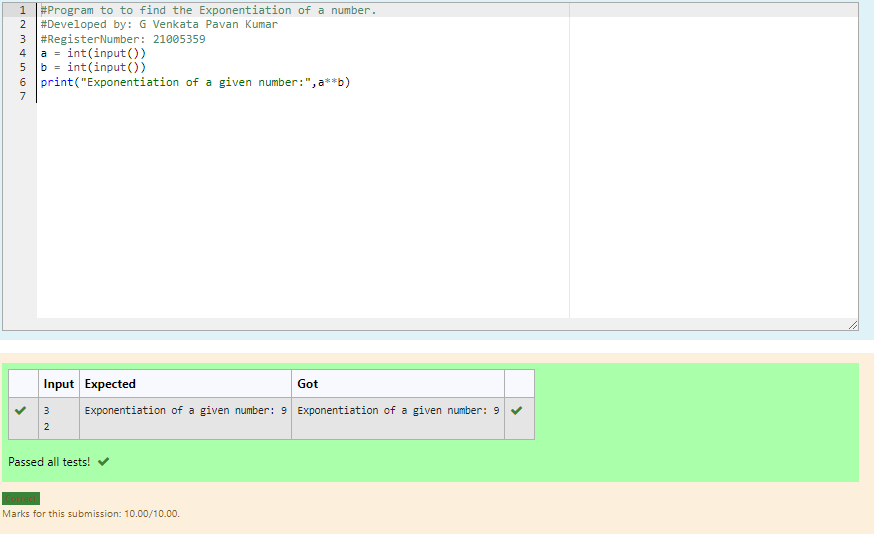 1 #Program to to find the Exponentiation of a number.
2 #Developed by: G Venkata Pavan Kumar
3 #RegisterNumber: 21005359
4 a = int(input())
5 b = int(input())
6 print("Exponentiation of a given number:",a**b)
7
Input Expected Got
3 Exponentiation of a given number: 9 Exponentiation of a given number: 9
2
Passed all tests!
Correct
Marks for this submission: 10.00/10.00.